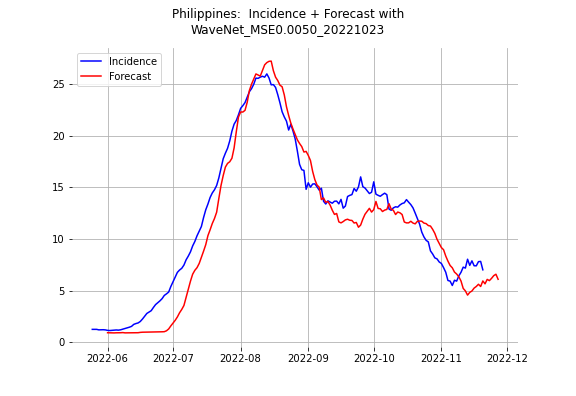 Philippines:  Incidence + Forecast with
WaveNet_MSE0.0050_20221023
Incidence
Forecast
25
20
15
10
5
0
2022-06 2022-07 2022-08 2022-09 2022-10 2022-11 2022-12